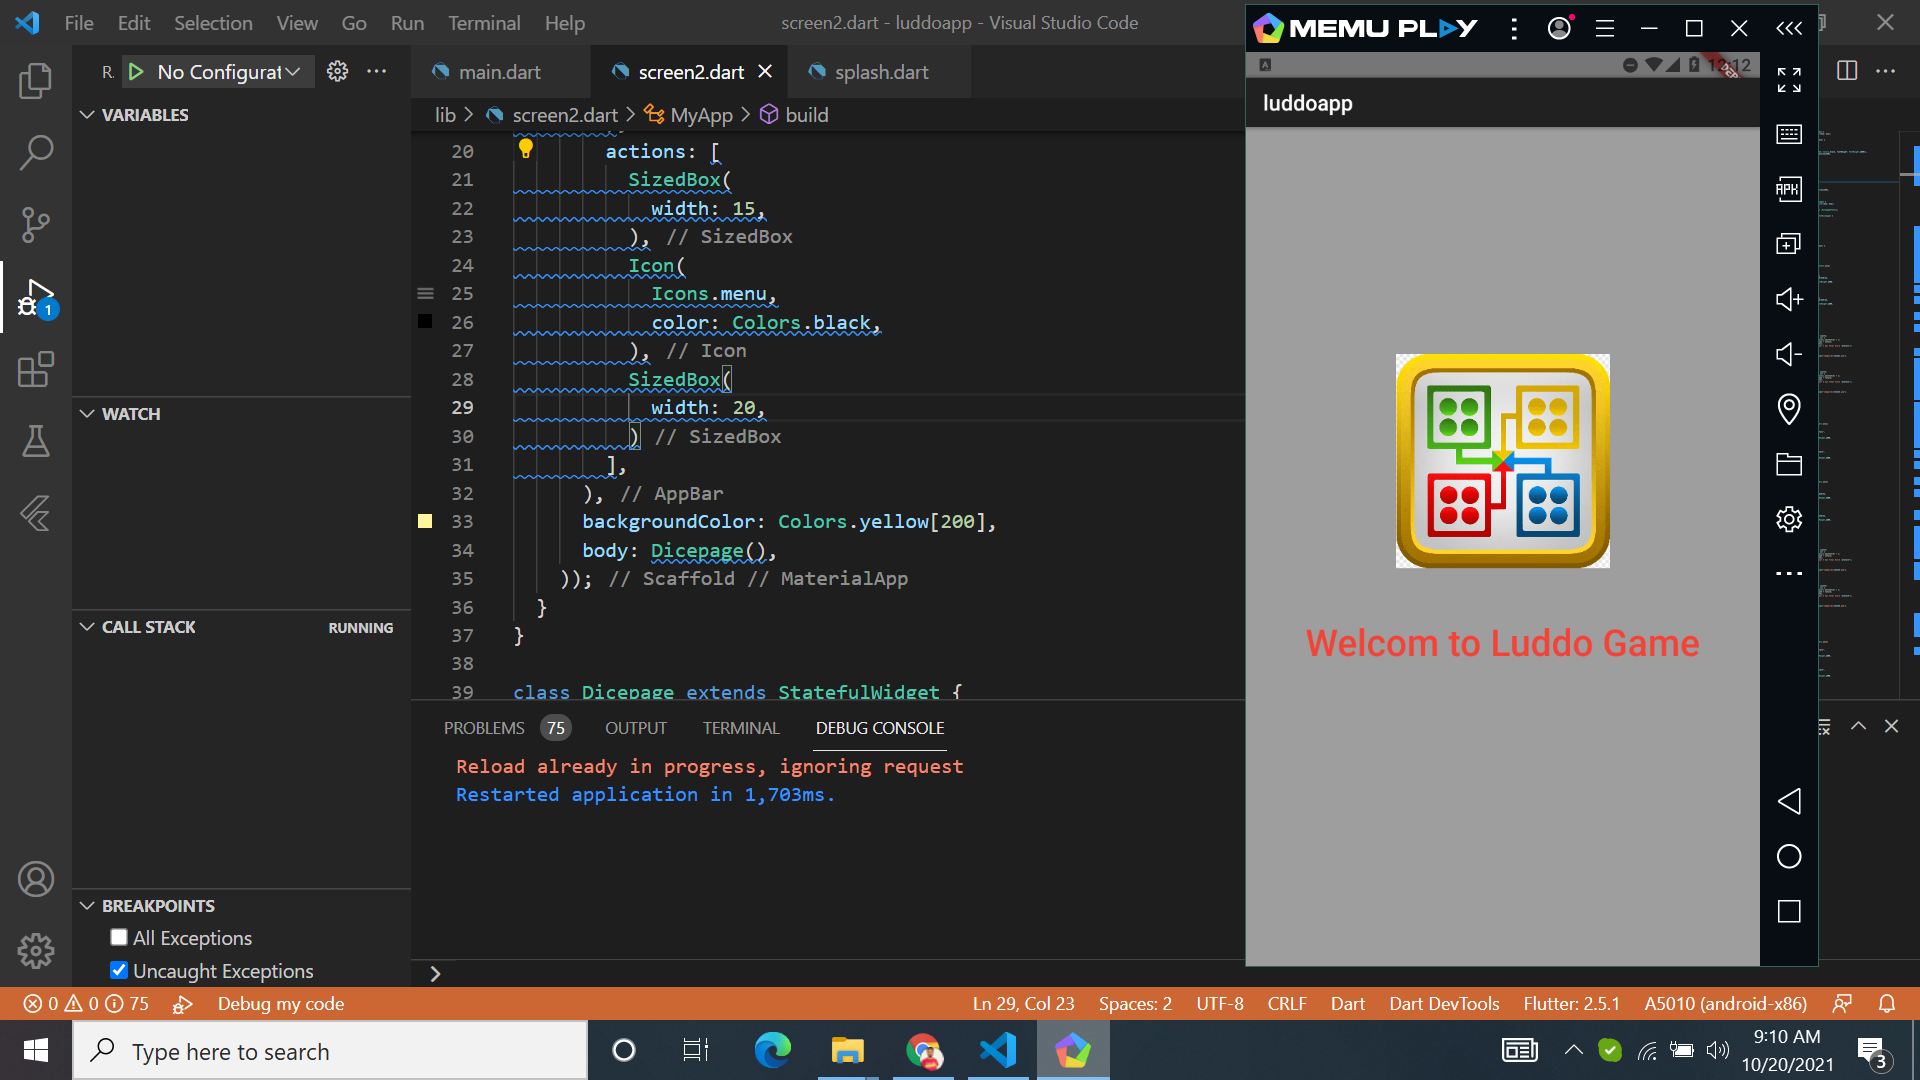 File Edit Selection View Go Run Terminal Help
screen2.dart - luddoapp - Visual Studio Code
R. No Configurat
VARIABLES
WATCH
CALL STACK RUNNING
BREAKPOINTS
All Exceptions
Uncaught Exceptions
main.dart screen2.dart splash.dart
lib > screen2.dart > MyApp > build
20 actions: [
21 SizedBox(
22 width: 15,
23 ), // SizedBox
24 Icon(
25 Icons.menu,
26 color: Colors.black,
27 ), // Icon
28 SizedBox(
29 width: 20,
30 ) // SizedBox
31 ],
32 ), // AppBar
33 backgroundColor: Colors.yellow[200],
34 body: Dicepage(),
35 )); // Scaffold // MaterialApp
36 }
37 }
38
39 class Dicepage extends StatefulWidget {
PROBLEMS 75 OUTPUT TERMINAL DEBUG CONSOLE
Reload already in progress, ignoring request
Restarted application in 1,703ms.
MEMU PLAY
12:12
luddoapp
Welcom to Luddo Game
APK
1
0 0 75 Debug my code
Ln 29, Col 23 Spaces: 2 UTF-8 CRLF Dart Dart DevTools Flutter: 2.5.1 A5010 (android-x86)
Type here to search
9:10 AM
10/20/2021
3